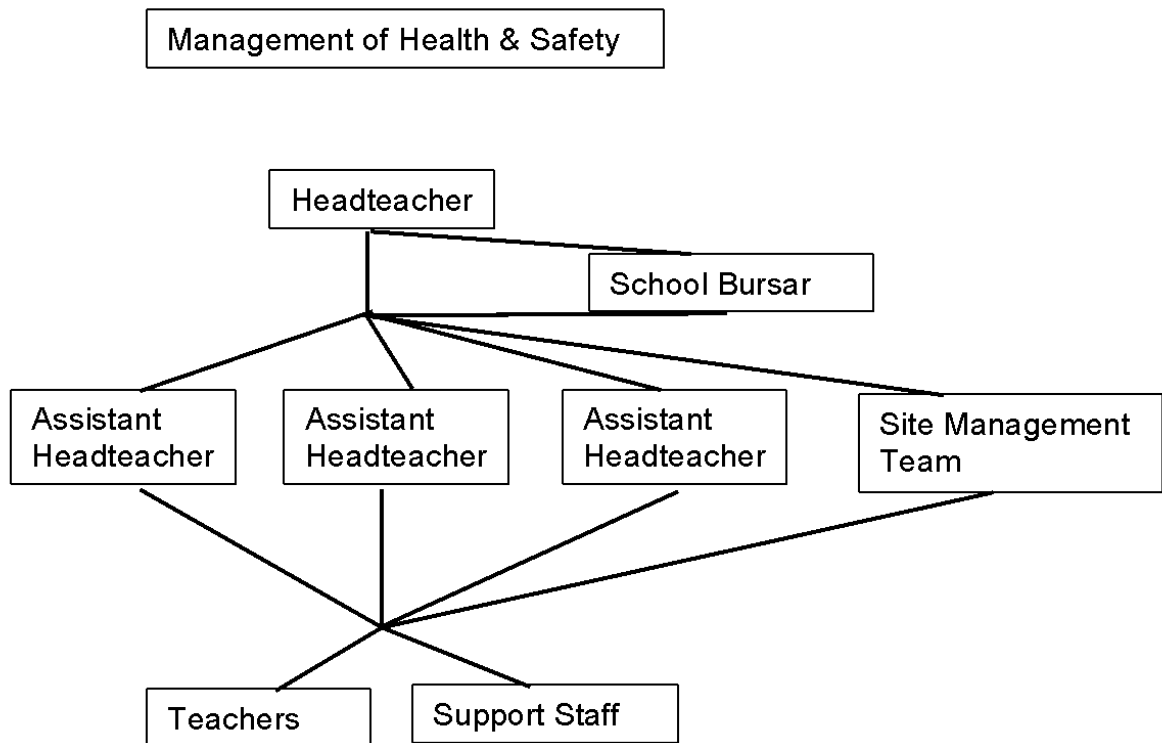 Management of Health & Safety
Headteacher
School Bursar
Assistant
Headteacher
Assistant
Headteacher
Assistant
Headteacher
Site Management
Team
Teachers
Support Staff